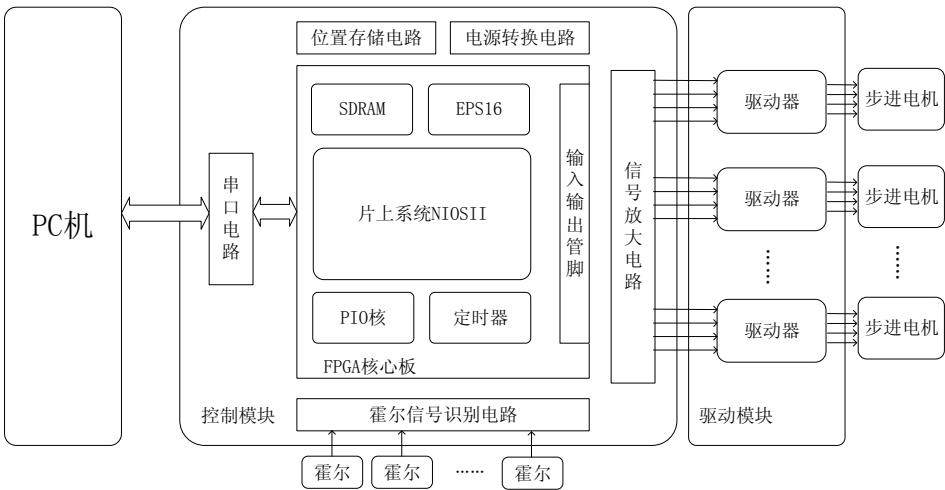 PC机
串口电路
位置存储电路
电源转换电路
SDRAM
EPS16
片上系统NIOSII
PIO核
定时器
FPGA核心板
输入输出管脚
信号放大电路
控制模块
霍尔信号识别电路
霍尔
霍尔
……
霍尔
驱动器
步进电机
驱动器
步进电机
……
……
驱动器
步进电机
驱动模块